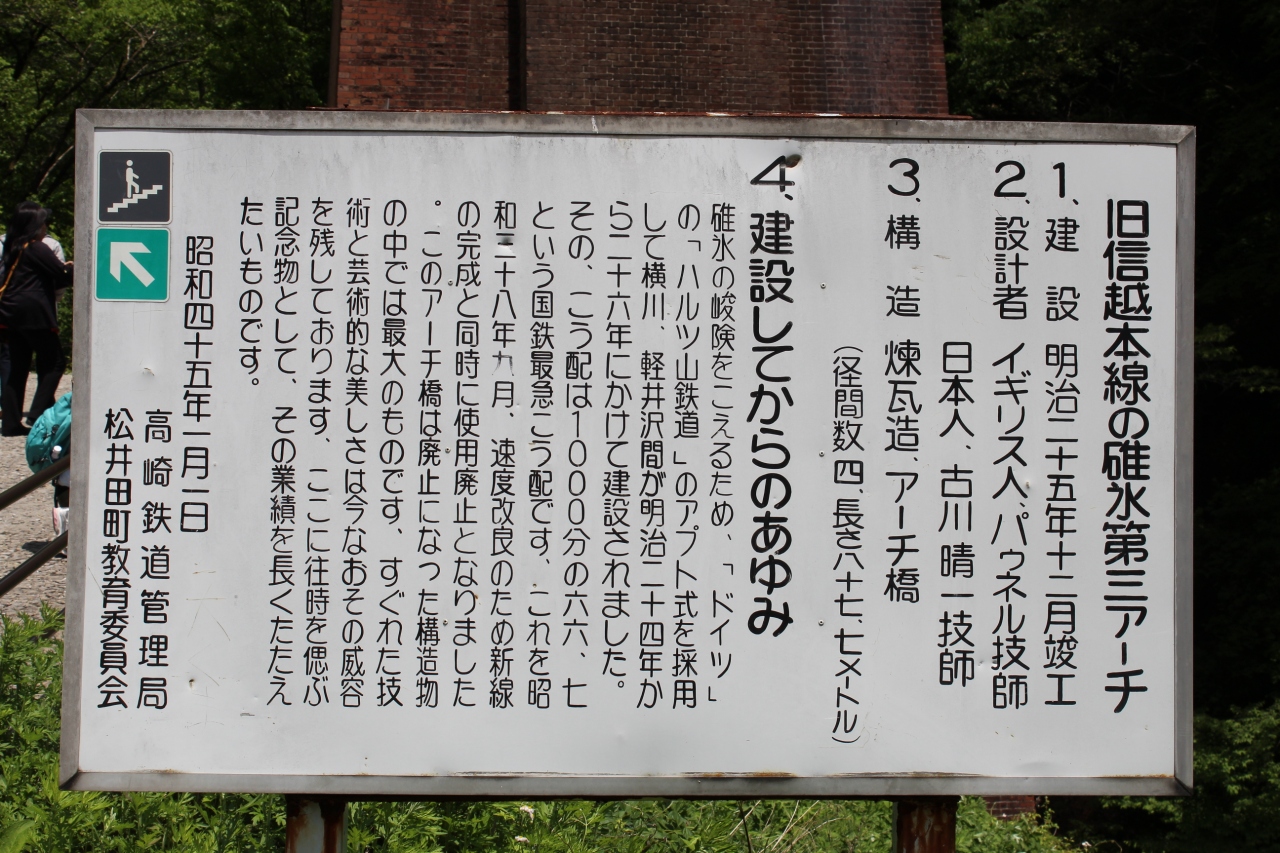 旧信越本線の碓氷第三アーチ
1、建　設　明治二十五年十二月竣工
2、設計者　イギリス人、パゥネル技師
日本人、古川晴一技師
3、構　造　煉瓦造、アーチ橋
（径間数四、長さ八十七、七メートル）
4、建設してからのあゆみ
碓氷の峻険をこえるため、「ドイツ」
の「ハルツ山鉄道」のアプト式を採用
して横川、軽井沢間が明治二十四年か
ら二十六年にかけて建設されました。
その、こう配は1000分の六六、七
という国鉄最急こう配です、これを昭
和三十八年九月、速度改良のため新線
の完成と同時に使用廃止となりました
。このアーチ橋は廃止になった構造物
の中では最大のものです、すぐれた技
術と芸術的な美しさは今なおその威容
を残しております、ここに往時を偲ぶ
記念物として、その業績を長くたたえ
たいものです。
昭和四十五年一月一日
高崎鉄道管理局
松井田町教育委員会